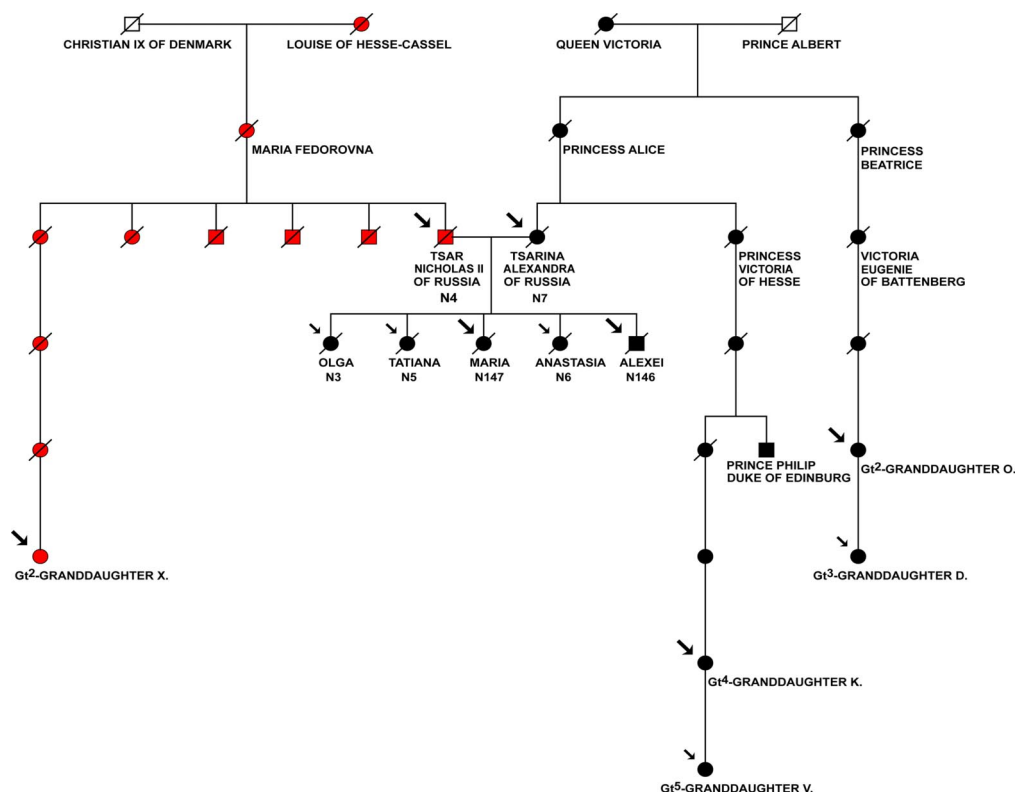 CHRISTIAN IX OF DENMARK
LOUISE OF HESSE-CASSEL
QUEEN VICTORIA
PRINCE ALBERT
MARIA FEDOROVNA
PRINCESS ALICE
PRINCESS
BEATRICE
TSAR
NICHOLAS II
OF RUSSIA
N4
TSARINA
ALEXANDRA
OF RUSSIA
N7
PRINCESS
VICTORIA
OF HESSE
VICTORIA
EUGENIE
OF BATTENBERG
OLGA
N3
TATIANA
N5
MARIA
N147
ANASTASIA
N6
ALEXEI
N146
PRINCE PHILIP
DUKE OF EDINBURG
Gt²-GRANDDAUGHTER O.
Gt²-GRANDDAUGHTER X.
Gt³-GRANDDAUGHTER D.
Gt⁴-GRANDDAUGHTER K.
Gt⁵-GRANDDAUGHTER V.